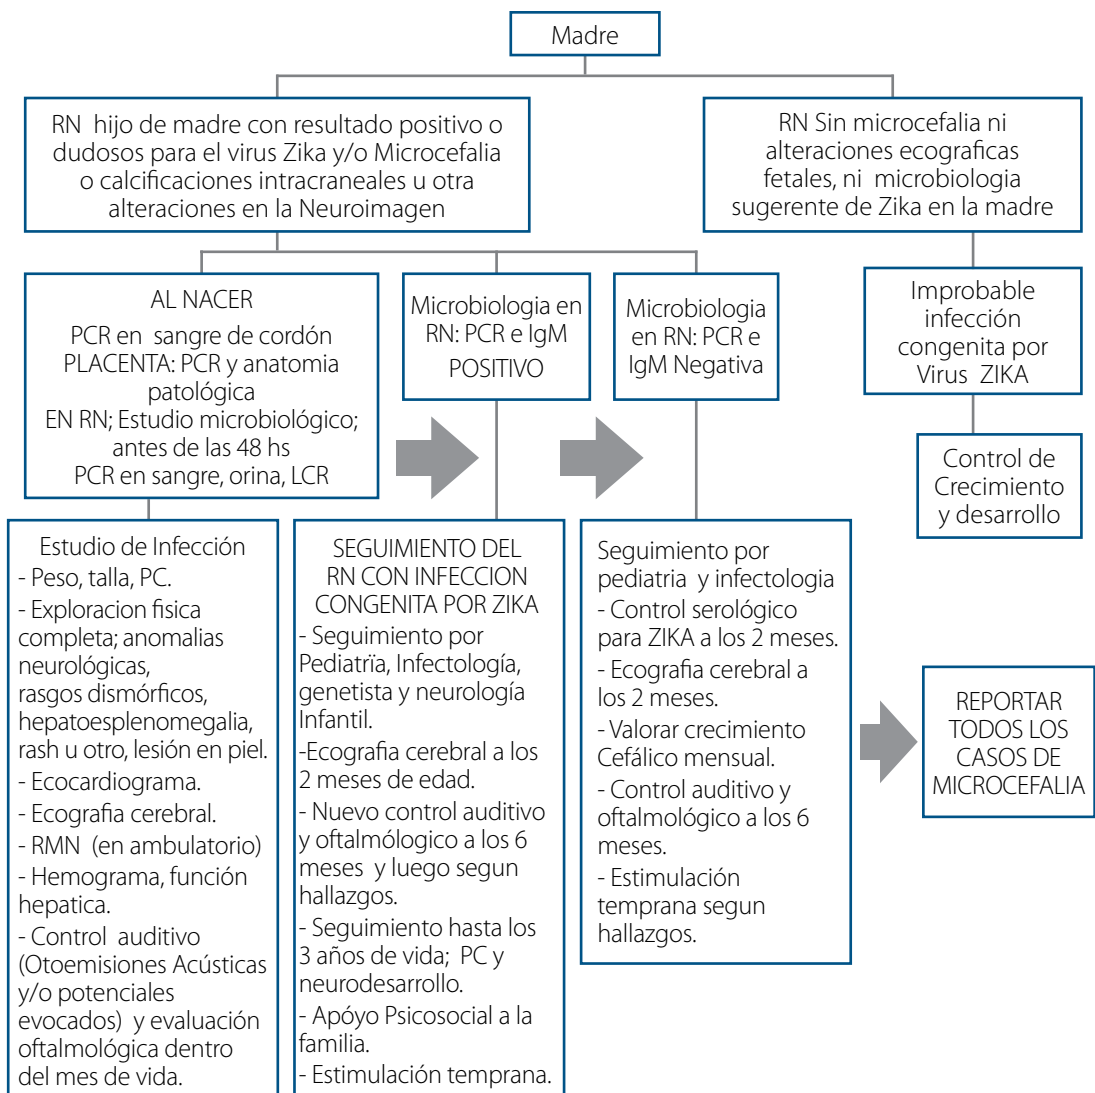 Madre
RN hijo de madre con resultado positivo o
dudosos para el virus Zika y/o Microcefalia
o calcificaciones intracraneales u otra
alteraciones en la Neuroimagen
RN Sin microcefalia ni
alteraciones ecograficas
fetales, ni microbiologia
sugerente de Zika en la madre
AL NACER
PCR en sangre de cordón
PLACENTA: PCR y anatomia
patológica
EN RN; Estudio microbiológico;
antes de las 48 hs
PCR en sangre, orina, LCR
Microbiologia en
RN: PCR e IgM
POSITIVO
Microbiologia
en RN: PCR e
IgM Negativa
Improbable
infección
congenita por
Virus ZIKA
Control de
Crecimiento
y desarrollo
Estudio de Infección
- Peso, talla, PC.
- Exploracion fisica
completa; anomalias
neurológicas,
rasgos dismórficos,
hepatoesplenomegalia,
rash u otro, lesión en piel.
- Ecocardiograma.
- Ecografia cerebral.
- RMN (en ambulatorio)
- Hemograma, función
hepatica.
- Control auditivo
(Otoemisiones Acústicas
y/o potenciales
evocados) y evaluación
oftalmológica dentro
del mes de vida.
SEGUIMIENTO DEL
RN CON INFECCION
CONGENITA POR ZIKA
- Seguimiento por
Pediatrïa, Infectología,
genetista y neurología
Infantil.
-Ecografia cerebral a los
2 meses de edad.
- Nuevo control auditivo
y oftalmólogico a los 6
meses y luego segun
hallazgos.
- Seguimiento hasta los
3 años de vida; PC y
neurodesarrollo.
- Apóyo Psicosocial a la
familia.
- Estimulación temprana.
Seguimiento por
pediatria y infectologia
- Control serológico
para ZIKA a los 2 meses.
- Ecografia cerebral a
los 2 meses.
- Valorar crecimiento
Cefálico mensual.
- Control auditivo y
oftalmológico a los 6
meses.
- Estimulación
temprana segun
hallazgos.
REPORTAR
TODOS LOS
CASOS DE
MICROCEFALIA